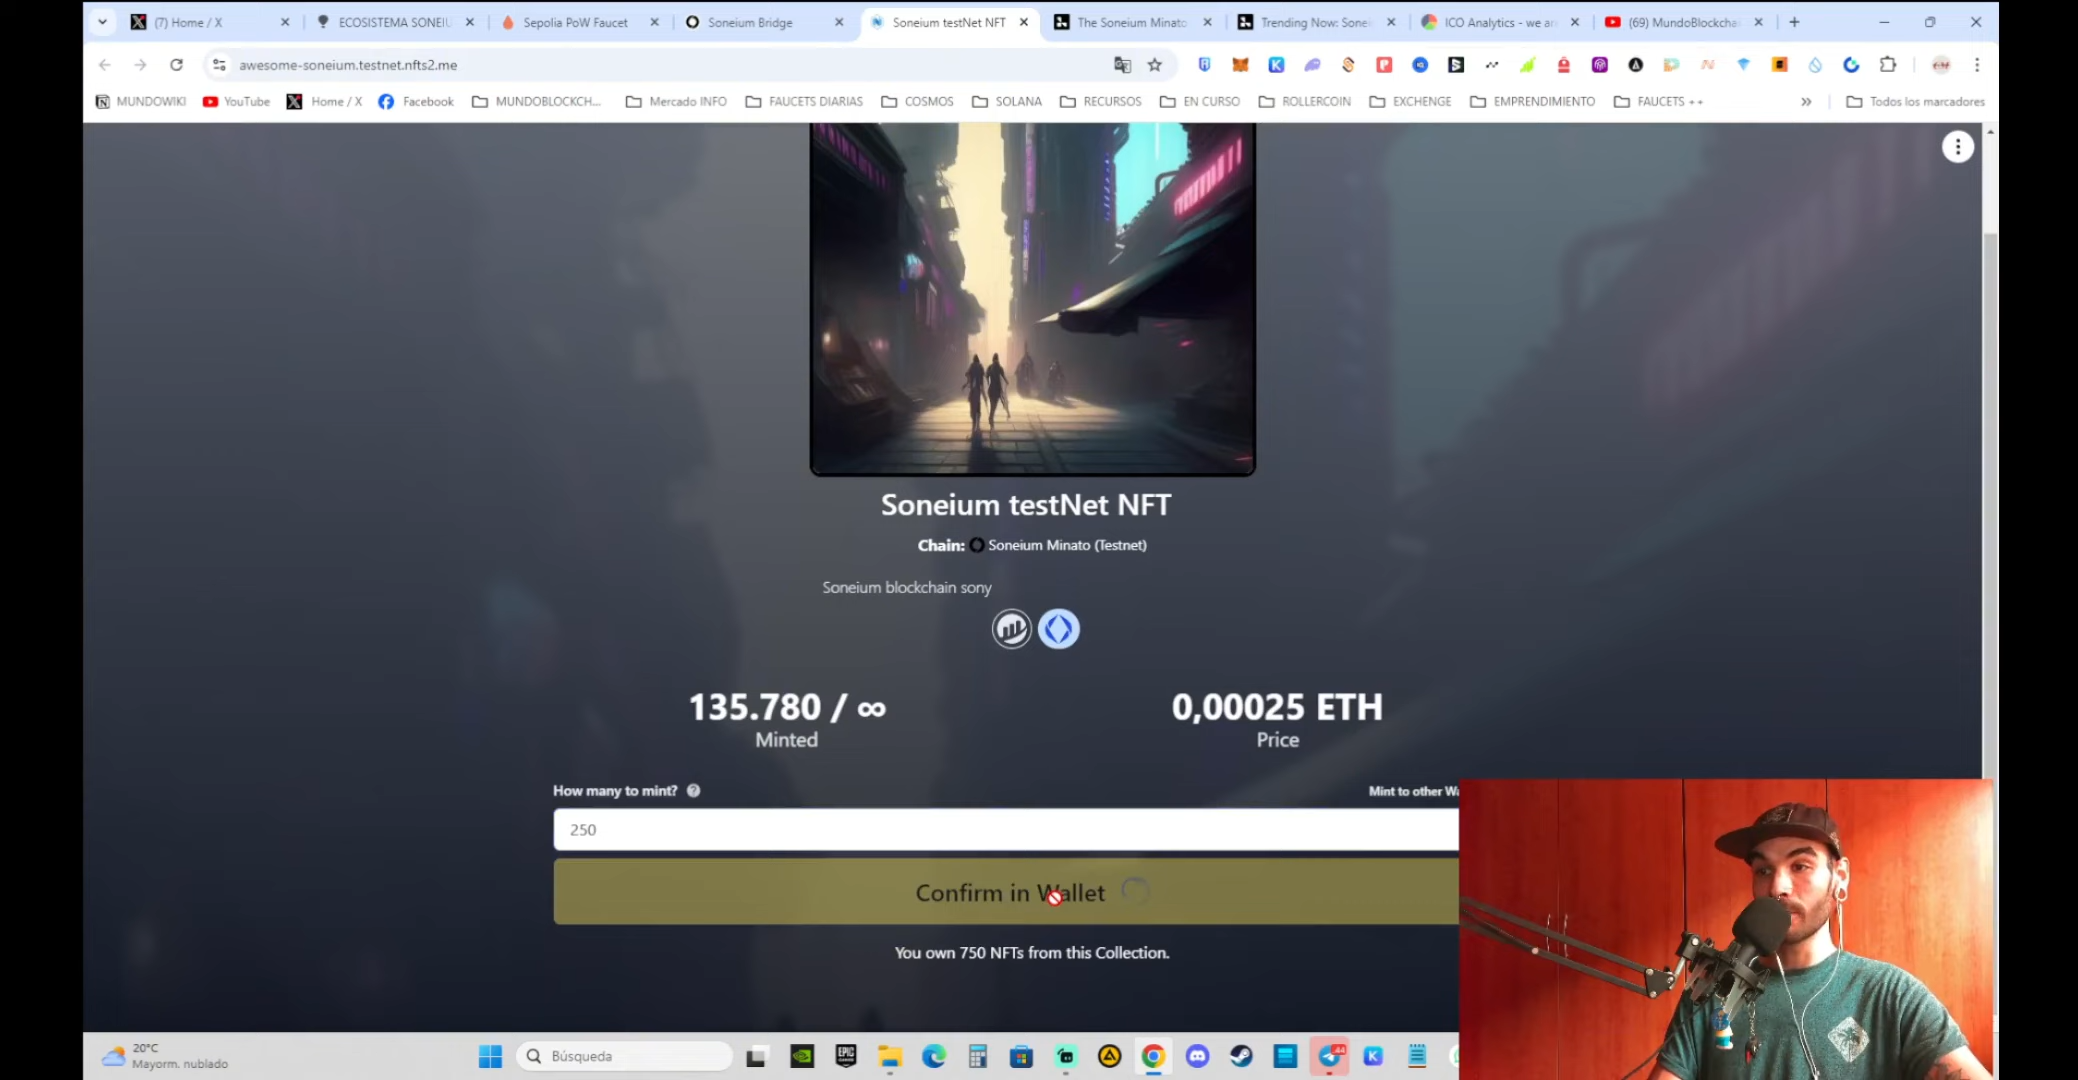 (7) Home / X
ECOSISTEMA SONEIU
Sepolia PoW Faucet
Soneium Bridge
Soneium testNet NFT
The Soneium Minato
Trending Now: Sonei
ICO Analytics - we ar
(69) MundoBlockcha
awesome-soneium.testnet.nfts2.me
MUNDOWIKI
YouTube
Home / X
Facebook
MUNDOBLOCKCH...
Mercado INFO
FAUCETS DIARIAS
COSMOS
SOLANA
RECURSOS
EN CURSO
ROLLERCOIN
EXCHENGE
EMPRENDIMIENTO
FAUCETS ++
Todos los marcadores
Soneium testNet NFT
Chain: Soneium Minato (Testnet)
Soneium blockchain sony
135.780 / ∞
Minted
0,00025 ETH
Price
How many to mint?
Mint to other Wa
250
Confirm in Wallet
You own 750 NFTs from this Collection.
20°C
Mayorm. nublado
Búsqueda
EPIC
44